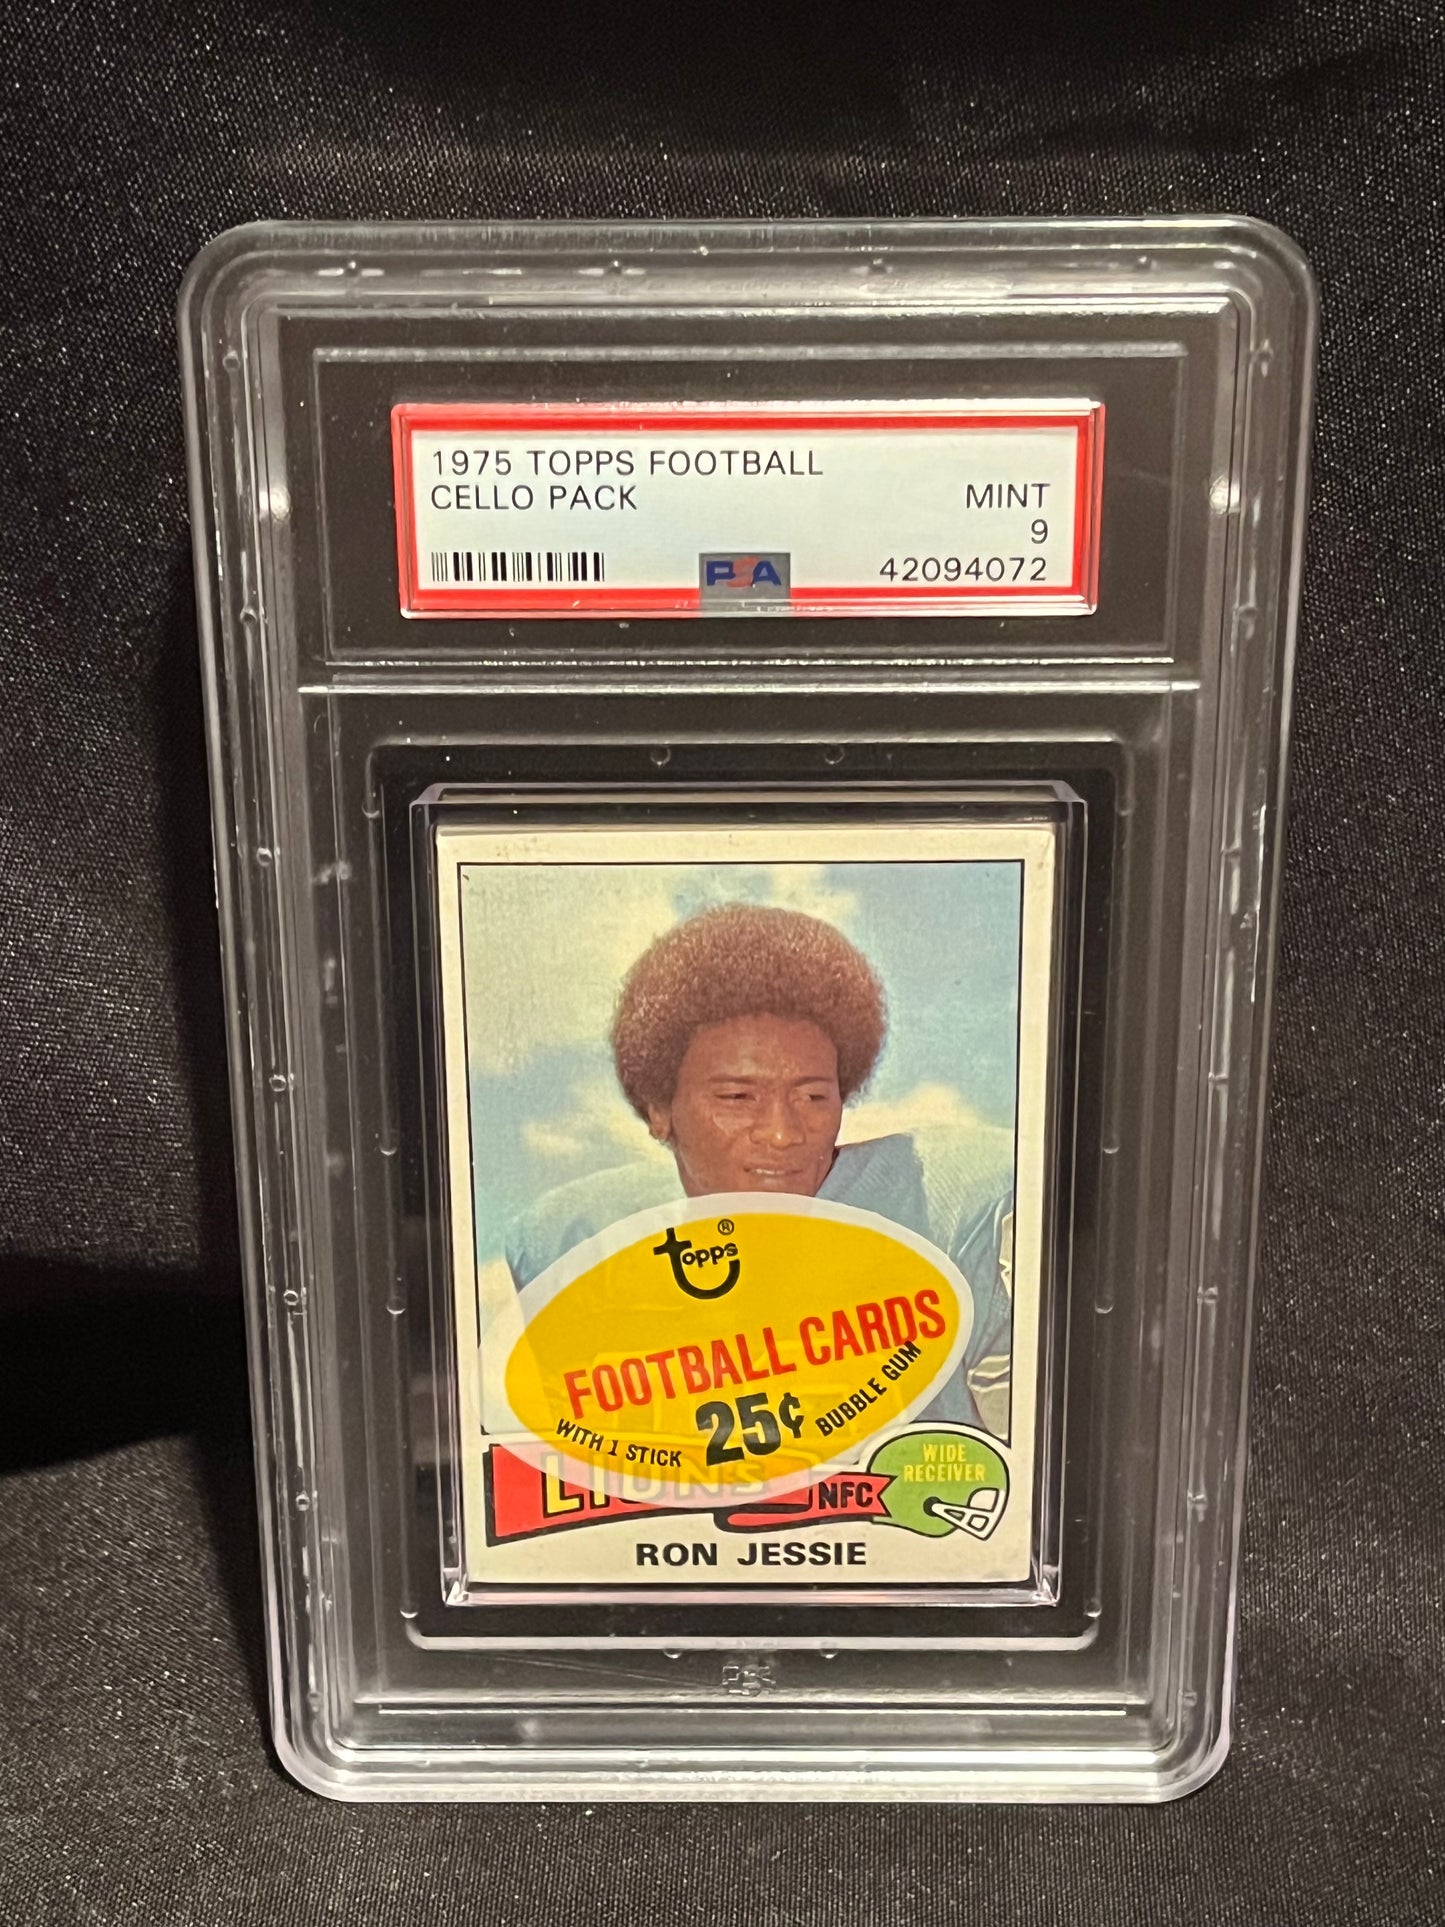 1975 TOPPS FOOTBALL
CELLO PACK
MINT
9
PSA
42094072
topps®
FOOTBALL CARDS
WITH 1 STICK
25¢
BUBBLE GUM
LIONS
NFC
WIDE
RECEIVER
RON JESSIE